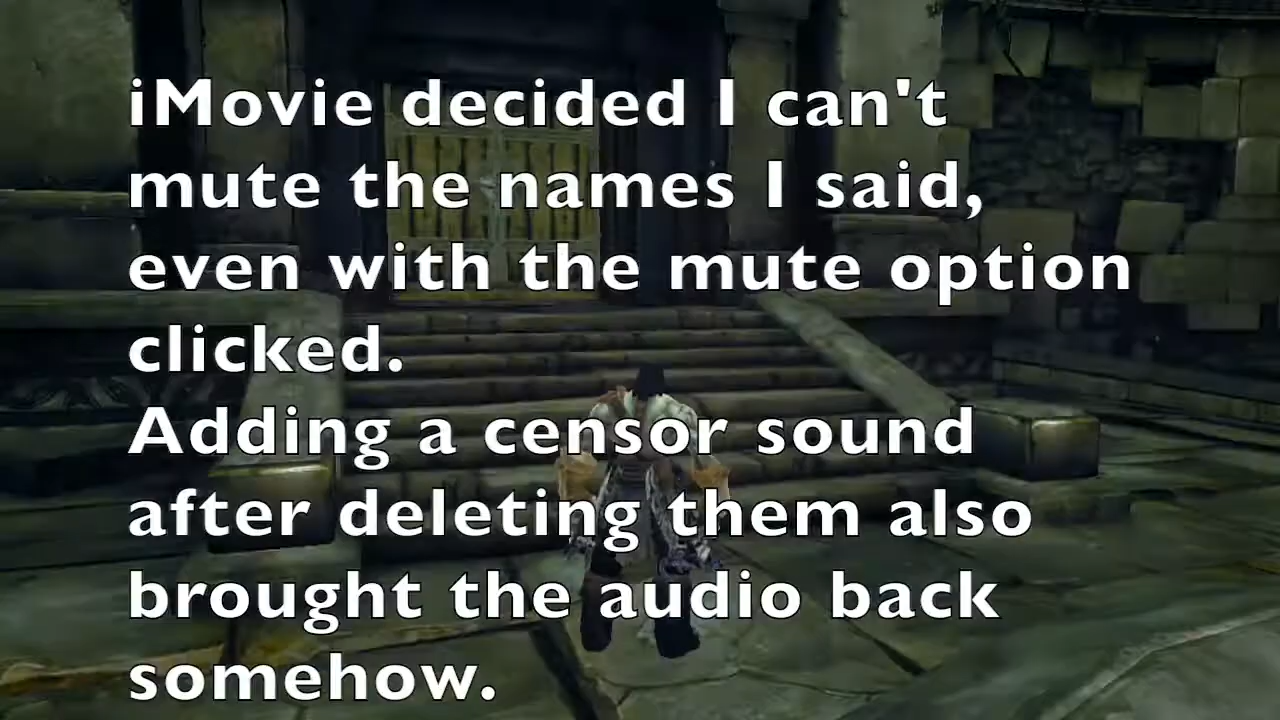 iMovie decided I can't
mute the names I said,
even with the mute option
clicked.
Adding a censor sound
after deleting them also
brought the audio back
somehow.